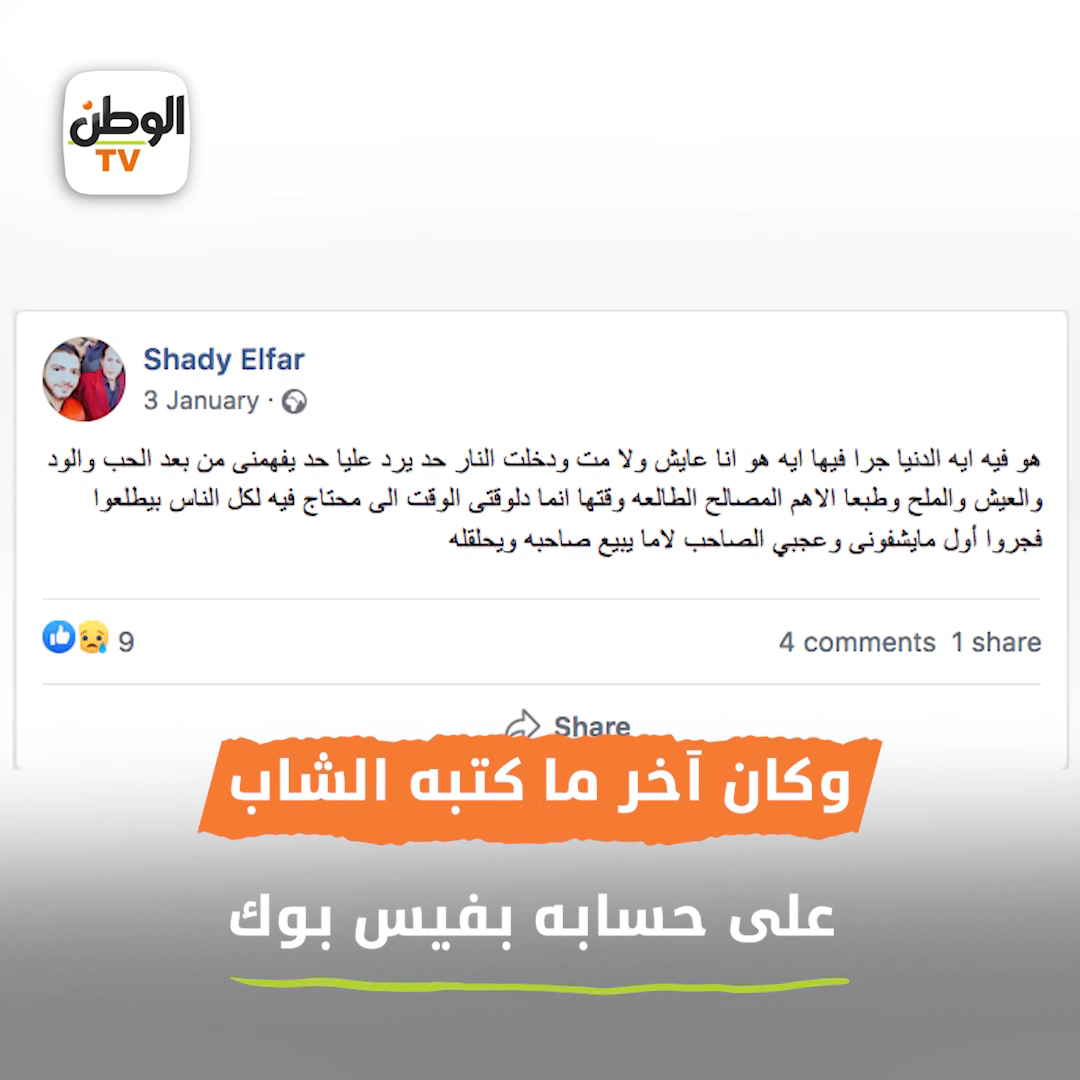 الوطن
TV
Shady Elfar
3 January ·
هو فيه ايه الدنيا جرا فيها ايه هو انا عايش ولا مت ودخلت النار حد يرد عليا حد يفهمنى من بعد الحب والود
والعيش والملح وطبعا الاهم المصالح الطالعه وقتها انما دلوقتى الوقت الى محتاج فيه لكل الناس بيطلعوا
فجروا أول مايشفونى وعجبي الصاحب لاما يبيع صاحبه ويحلقله
9
4 comments 1 share
Share
وكان آخر ما كتبه الشاب
على حسابه بفيس بوك